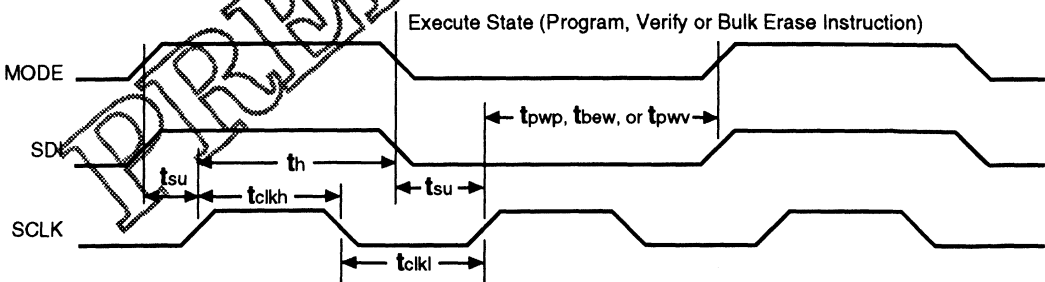 PREL
Execute State (Program, Verify or Bulk Erase Instruction)
MODE
tpwp, tbew, or tpwv
SDI
tsu
th
tsu
tclkh
SCLK
tclkl